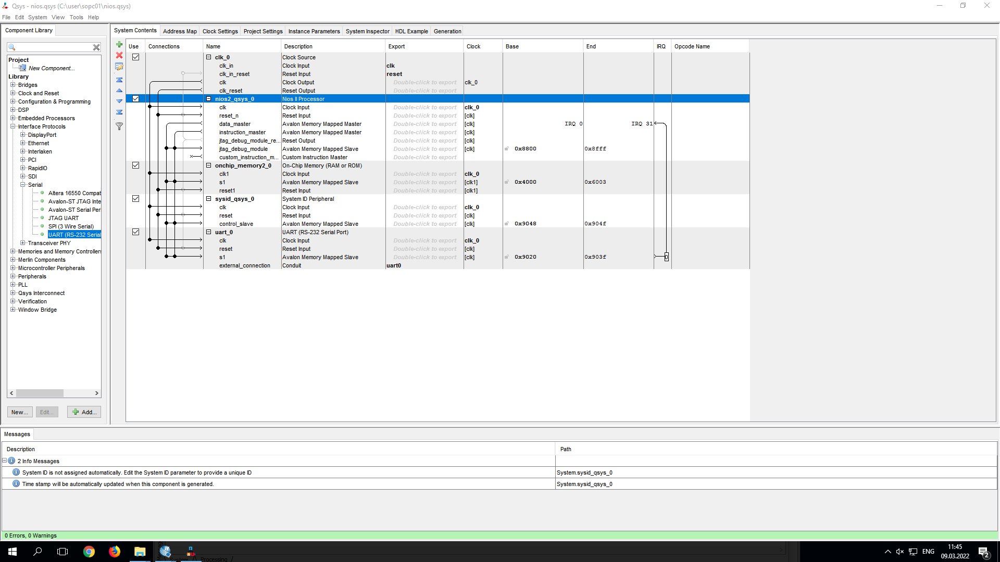 Qsys - nios.qsys (C:\user\sopc01\nios.qsys)
File Edit System View Tools Help
Component Library
Project
New Component...
Library
Bridges
Clock and Reset
Configuration & Programming
DSP
Embedded Processors
Interface Protocols
DisplayPort
Ethernet
Interlaken
PCI
RapidIO
SDI
Serial
Altera 16550 Compat
Avalon-ST JTAG Inte
Avalon-ST Serial Per
JTAG UART
SPI (3 Wire Serial)
UART (RS-232 Serial
Transceiver PHY
Memories and Memory Controllers
Merlin Components
Microcontroller Peripherals
Peripherals
PLL
Qsys Interconnect
Verification
Window Bridge
New... Edit... Add...
System Contents Address Map Clock Settings Project Settings Instance Parameters System Inspector HDL Example Generation
Use Connections Name Description Export Clock Base End IRQ Opcode Name
clk_0 Clock Source
clk_in Clock Input clk
clk_in_reset Reset Input reset
clk Clock Output Double-click to export clk_0
clk_reset Reset Output Double-click to export
nios2_qsys_0 Nios II Processor
clk Clock Input Double-click to export clk_0
reset_n Reset Input Double-click to export [clk]
data_master Avalon Memory Mapped Master Double-click to export [clk] IRQ 0 IRQ 31
instruction_master Avalon Memory Mapped Master Double-click to export [clk]
jtag_debug_module_re... Reset Output Double-click to export [clk]
jtag_debug_module Avalon Memory Mapped Slave Double-click to export [clk] 0x8800 0x8fff
custom_instruction_m... Custom Instruction Master Double-click to export
onchip_memory2_0 On-Chip Memory (RAM or ROM)
clk1 Clock Input Double-click to export clk_0
s1 Avalon Memory Mapped Slave Double-click to export [clk1] 0x4000 0x6003
reset1 Reset Input Double-click to export [clk1]
sysid_qsys_0 System ID Peripheral
clk Clock Input Double-click to export clk_0
reset Reset Input Double-click to export [clk]
control_slave Avalon Memory Mapped Slave Double-click to export [clk] 0x9048 0x904f
uart_0 UART (RS-232 Serial Port)
clk Clock Input Double-click to export clk_0
reset Reset Input Double-click to export [clk]
s1 Avalon Memory Mapped Slave Double-click to export [clk] 0x9020 0x903f 0
external_connection Conduit uart0
Messages
Description Path
2 Info Messages
System ID is not assigned automatically. Edit the System ID parameter to provide a unique ID System.sysid_qsys_0
Time stamp will be automatically updated when this component is generated. System.sysid_qsys_0
0 Errors, 0 Warnings
System Processing
ENG
11:45
09.03.2022
2